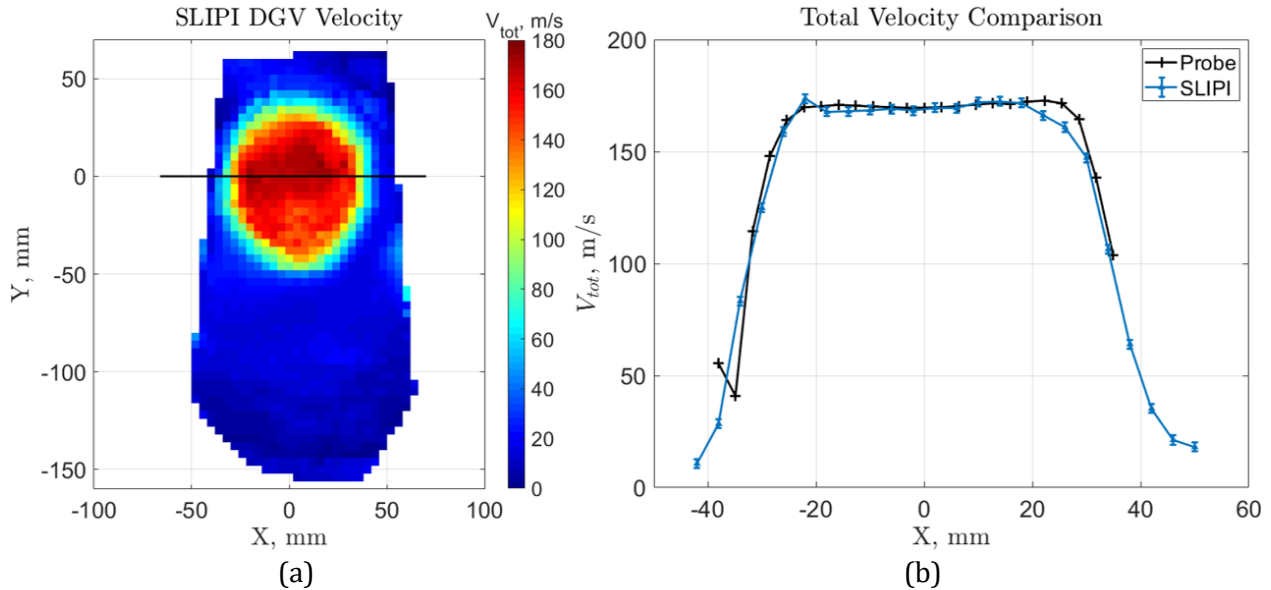 SLIPI DGV Velocity
V_tot, m/s
180
160
140
120
100
80
60
40
20
0
50
0
-50
-100
-150
Y, mm
-100
-50
0
50
100
X, mm
(a)
Total Velocity Comparison
Probe
SLIPI
200
150
100
50
0
V_tot, m/s
-40
-20
0
20
40
60
X, mm
(b)